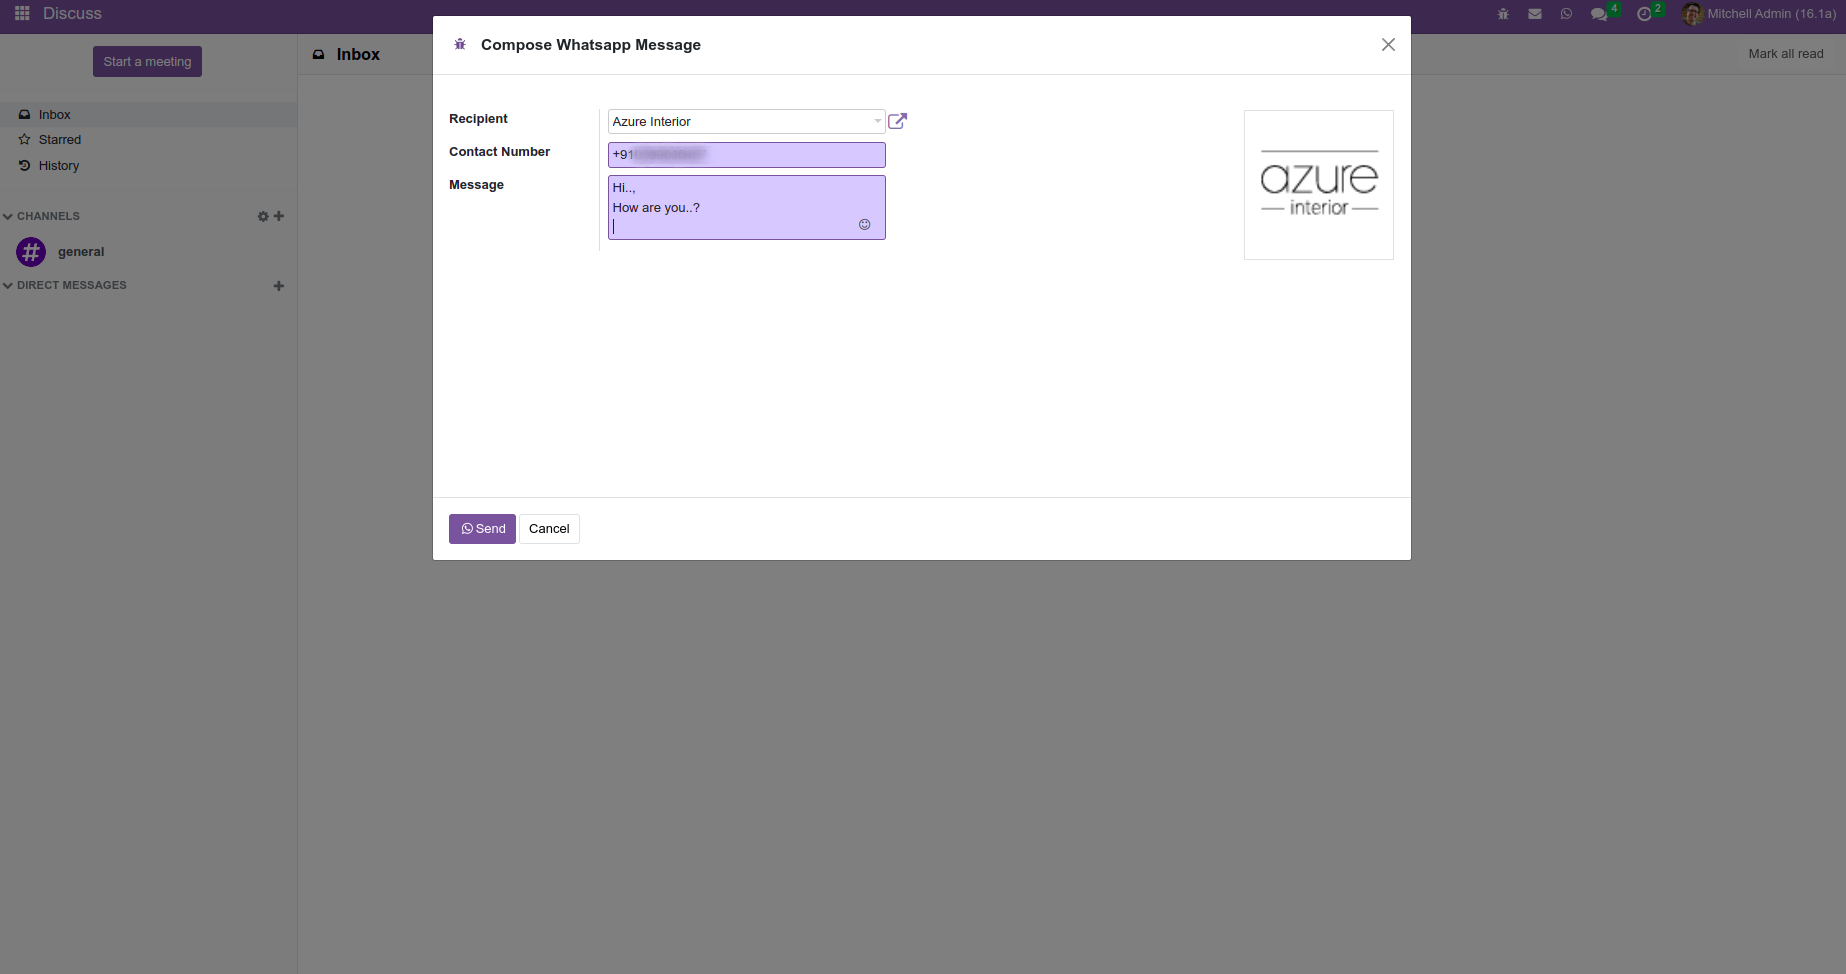 Discuss
4
2
Mitchell Admin (16.1a)
Start a meeting
Inbox
Mark all read
Inbox
Starred
History
CHANNELS
general
DIRECT MESSAGES
Compose Whatsapp Message
Recipient
Azure Interior
Contact Number
+91
Message
Hi..,
How are you..?
azure
interior
Send
Cancel